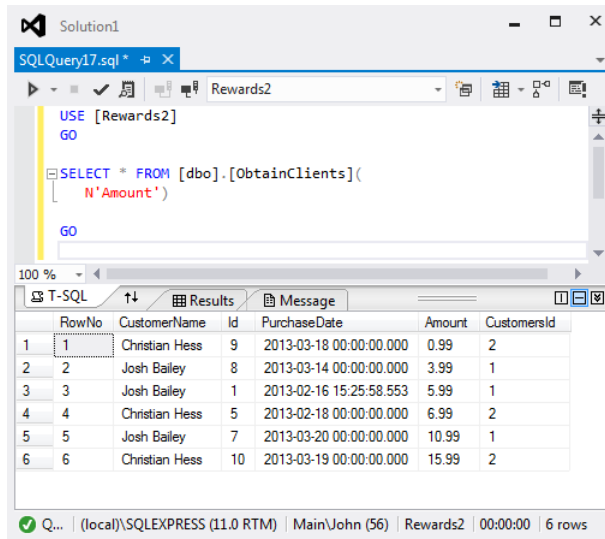 Solution1
SQLQuery17.sql*
Rewards2
USE [Rewards2]
GO
SELECT * FROM [dbo].[ObtainClients](
N'Amount')
GO
100 %
T-SQL Results Message
RowNo CustomerName Id PurchaseDate Amount CustomersId
1 1 Christian Hess 9 2013-03-18 00:00:00.000 0.99 2
2 2 Josh Bailey 8 2013-03-14 00:00:00.000 3.99 1
3 3 Josh Bailey 1 2013-02-16 15:25:58.553 5.99 1
4 4 Christian Hess 5 2013-02-18 00:00:00.000 6.99 2
5 5 Josh Bailey 7 2013-03-20 00:00:00.000 10.99 1
6 6 Christian Hess 10 2013-03-19 00:00:00.000 15.99 2
Q... (local)\SQLEXPRESS (11.0 RTM) Main\John (56) Rewards2 00:00:00 6 rows